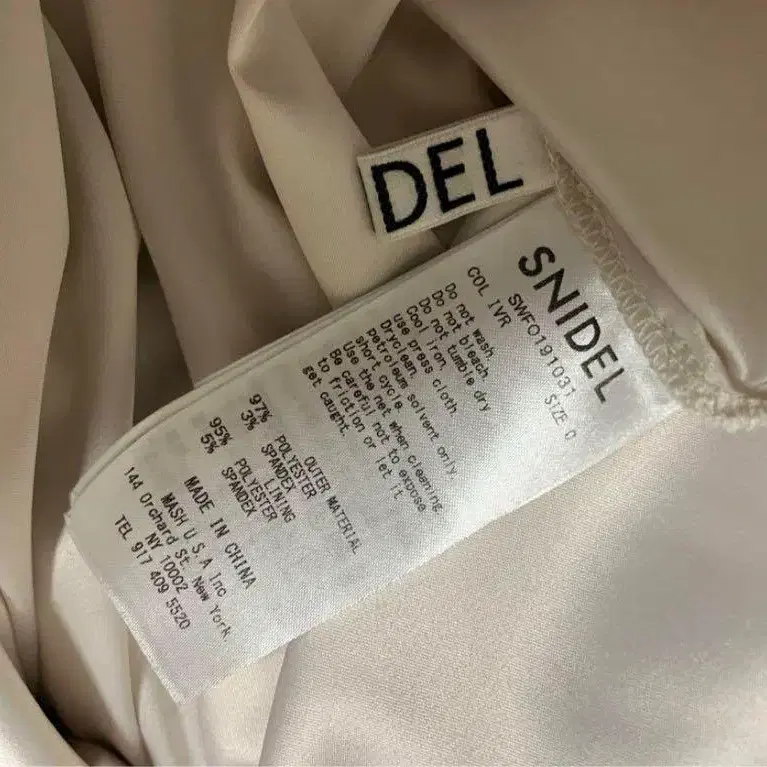 DEL
SNIDEL
SWFO191031 SIZE 0
COL IVR
Do not wash.
Do not bleach.
Do not tumble dry
Cool iron.
use press cloth.
Dryclean.
petroleum solvent only,
short cycle.
Use the net when cleaning.
Be careful not to expose
to friction or let it
get caught.
OUTER MATERIAL
97% POLYESTER
3% SPANDEX
LINING
95% POLYESTER
5% SPANDEX
MADE IN CHINA
MASH U.S.A Inc
144 Orchard St. New York,
NY 10002
TEL 917 409 5520